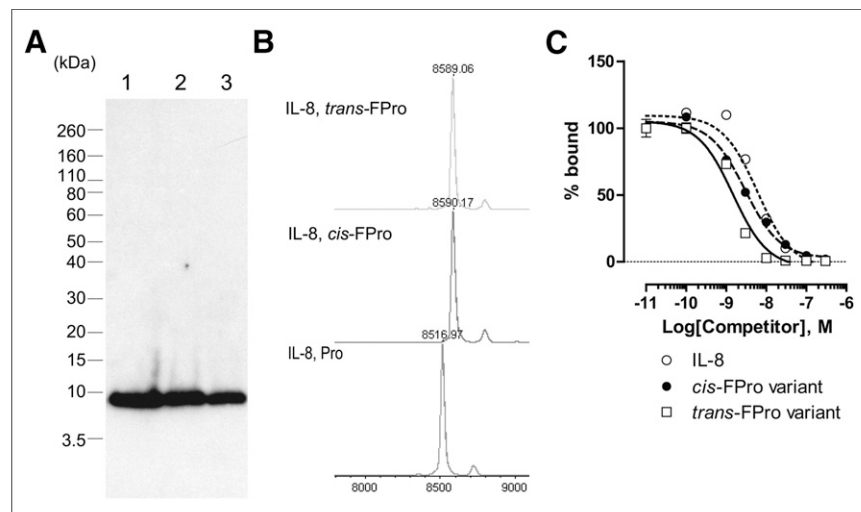 A
(kDa)
1 2 3
260
160
110
80
60
50
40
30
20
15
10
3.5
B
8589.06
IL-8, trans-FPro
8590.17
IL-8, cis-FPro
8516.97
IL-8, Pro
8000 8500 9000
C
150
100
50
0
% bound
-11 -10 -9 -8 -7 -6
Log[Competitor], M
IL-8
cis-FPro variant
trans-FPro variant